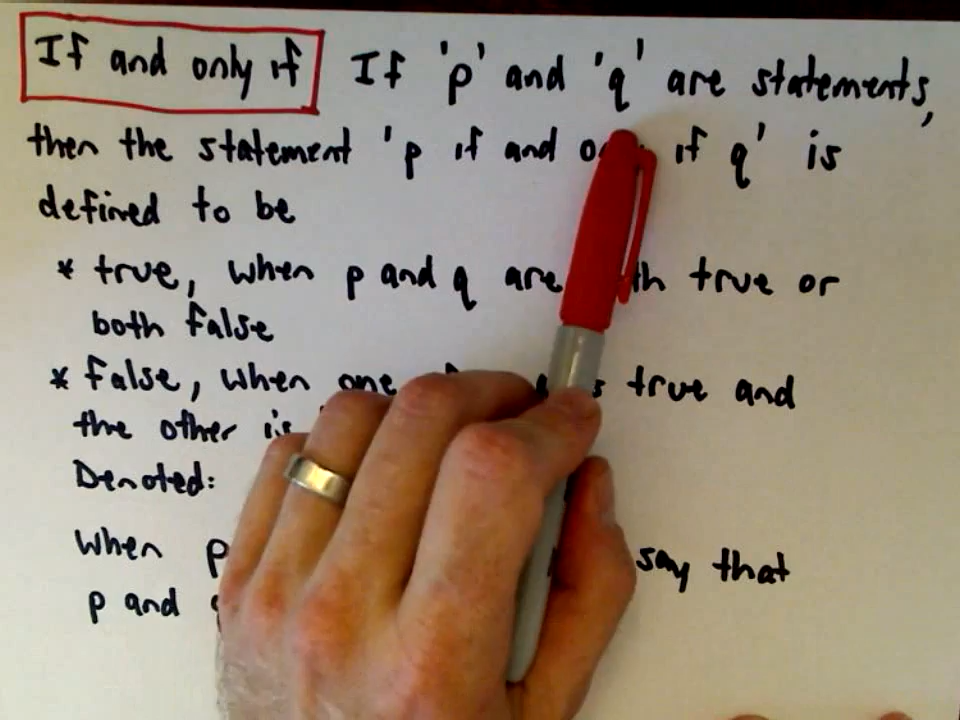 If and only if If 'p' and 'q' are statements,
then the statement 'p if and if q' is
defined to be
* true, when p and q are true or
both false
* false, when one true and
the other is
Denoted:
When p say that
p and